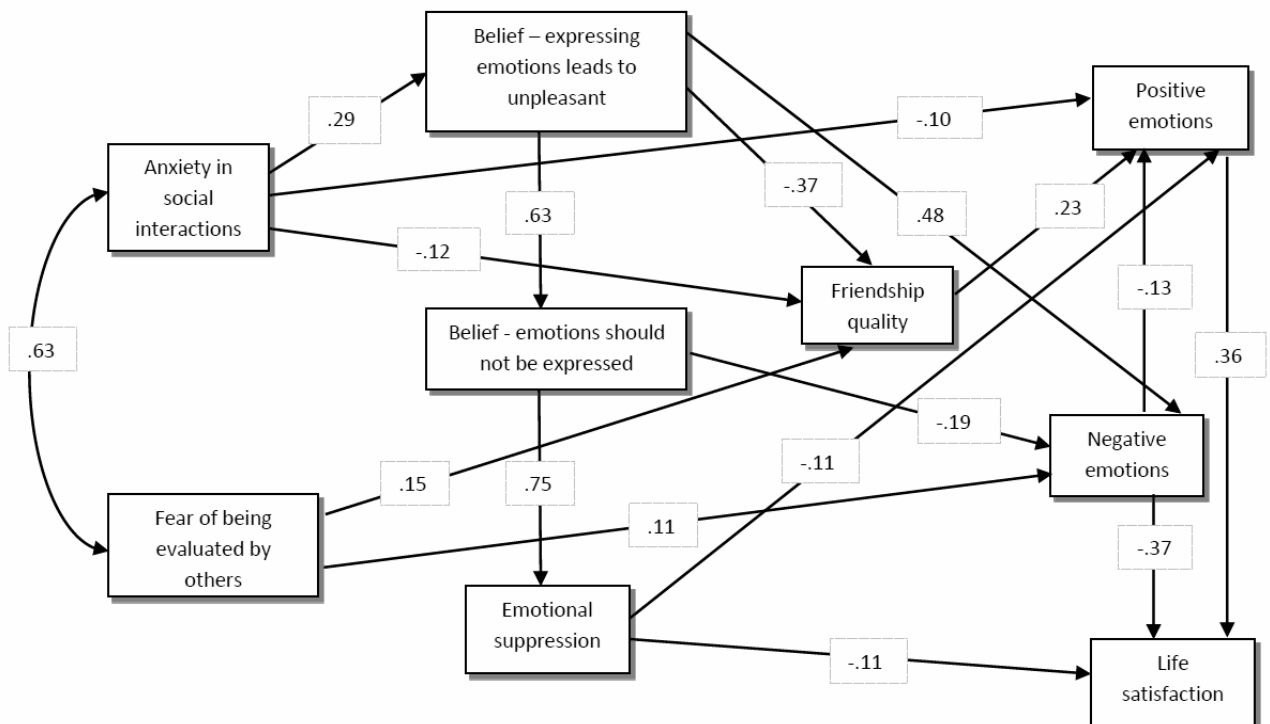 Belief – expressing
emotions leads to
unpleasant
Positive
emotions
.29
-.10
Anxiety in
social
interactions
-.37
.63
.48
.23
-.12
Friendship
quality
-.13
Belief - emotions should
not be expressed
.63
.36
-.19
Negative
emotions
.15
.75
-.11
Fear of being
evaluated by
others
.11
-.37
Emotional
suppression
-.11
Life
satisfaction